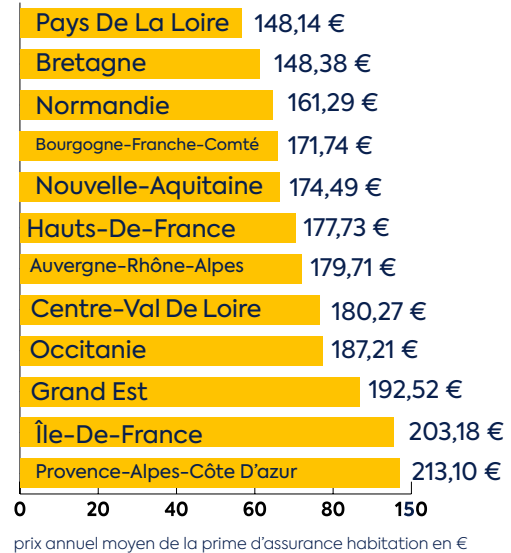 Pays De La Loire 148,14 €
Bretagne 148,38 €
Normandie 161,29 €
Bourgogne-Franche-Comté 171,74 €
Nouvelle-Aquitaine 174,49 €
Hauts-De-France 177,73 €
Auvergne-Rhône-Alpes 179,71 €
Centre-Val De Loire 180,27 €
Occitanie 187,21 €
Grand Est 192,52 €
Île-De-France 203,18 €
Provence-Alpes-Côte D’azur 213,10 €
0 20 40 60 80 150
prix annuel moyen de la prime d’assurance habitation en €